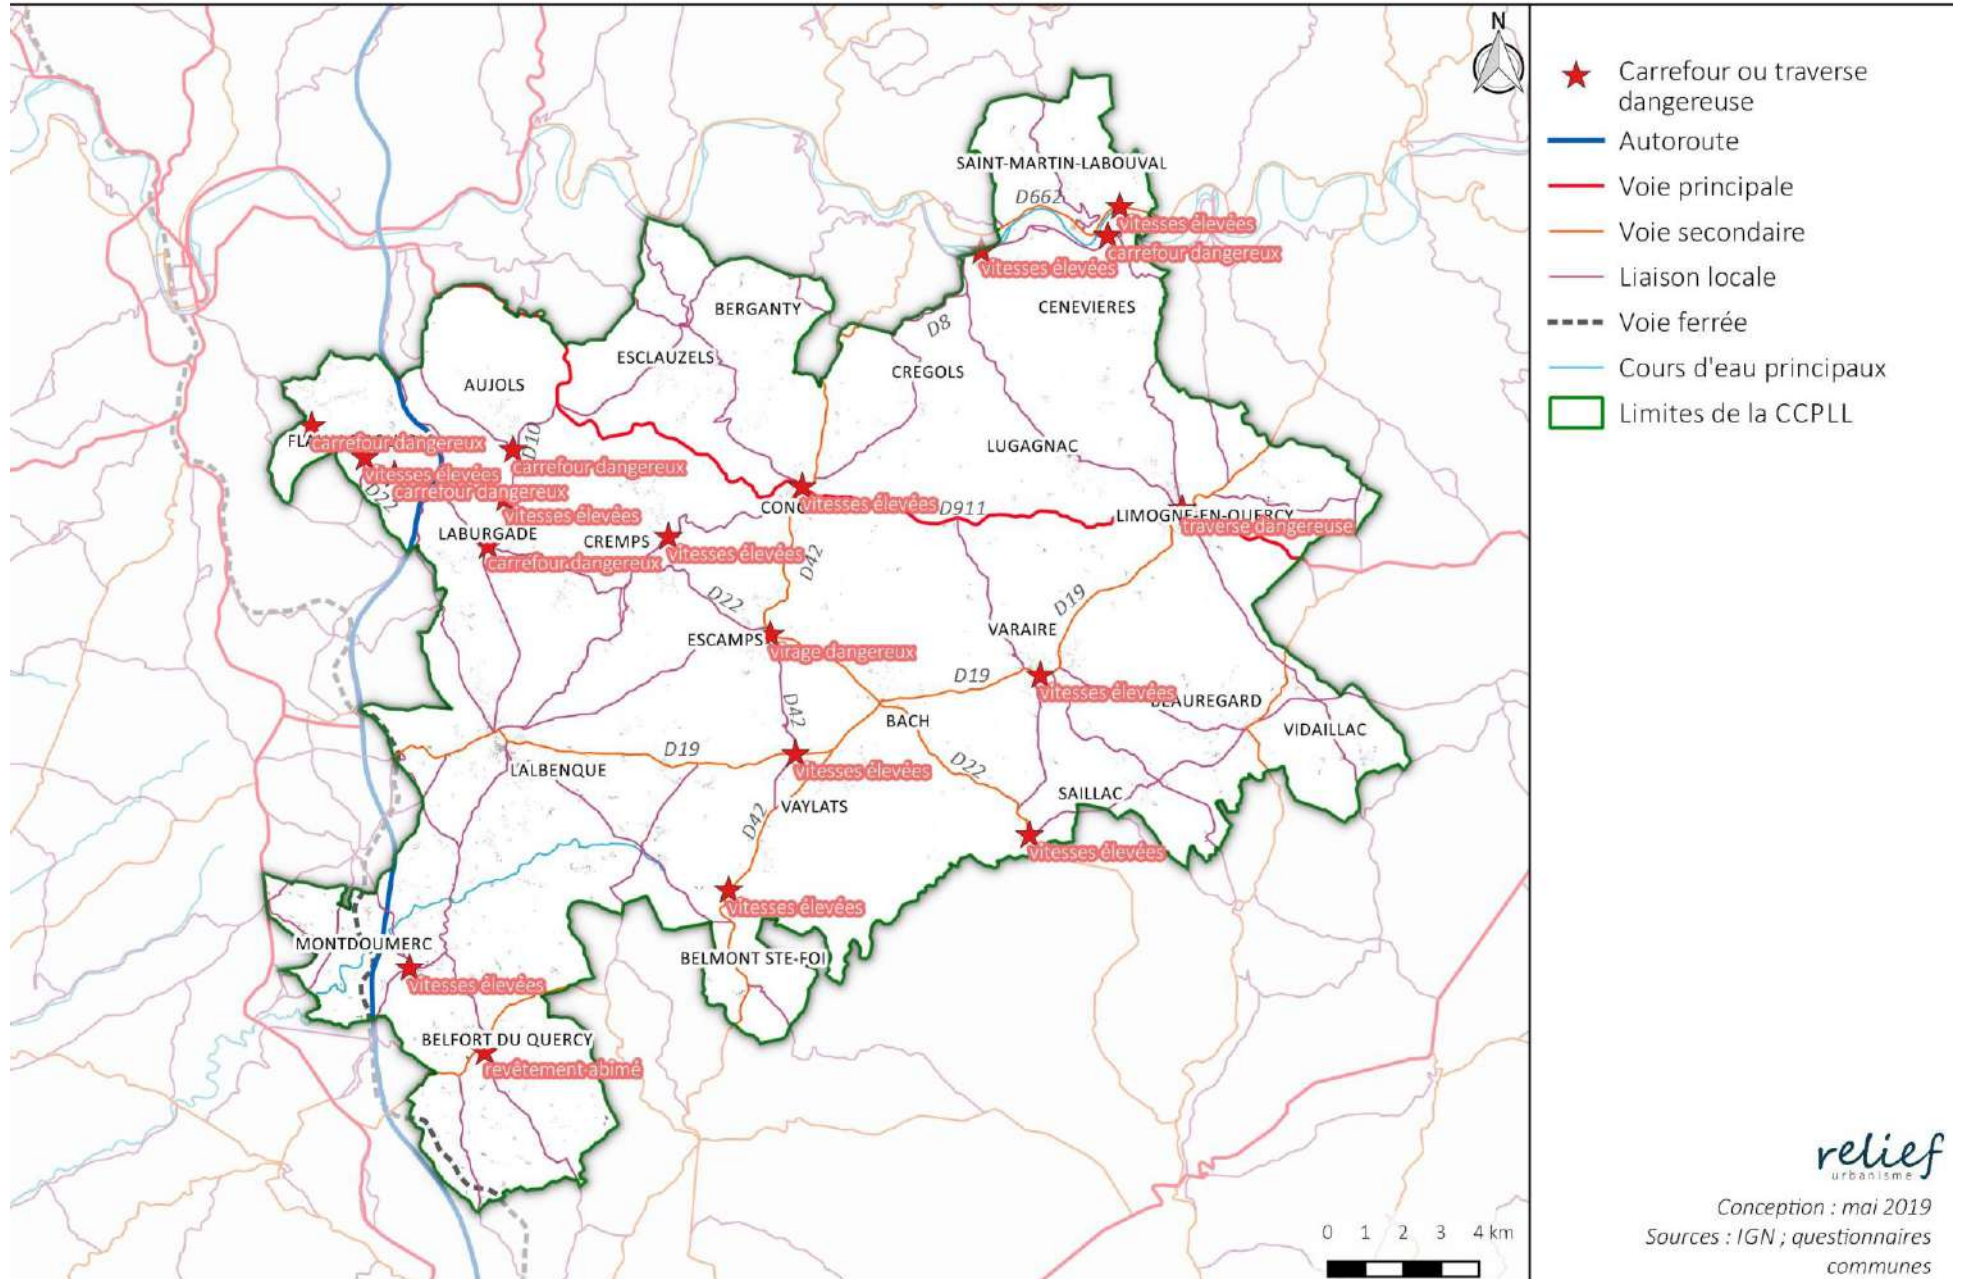 N
SAINT-MARTIN-LABOUVAL
D662
vitesses élevées
carrefour dangereux
vitesses élevées
BERGANTY
CENEVIERES
D8
ESCLAUZELS
CREGOLS
AUJOLS
carrefour dangereux
D10
LUGAGNAC
carrefour dangereux
vitesses élevées
carrefour dangereux
vitesses élevées
D911
vitesses élevées
LIMOGNE-EN-QUERCY
traverse dangereuse
LABURGADE
CREMPS
vitesses élevées
carrefour dangereux
D42
D22
D19
VARAIRE
ESCAMPS
virage dangereux
D19
vitesses élevées
BEAUREGARD
D42
BACH
VIDAILLAC
D19
LALBENQUE
vitesses élevées
D22
VAYLATS
SAILLAC
D42
vitesses élevées
vitesses élevées
MONTDOUMERC
BELMONT STE-FOI
vitesses élevées
BELFORT DU QUERCY
revêtement abimé
0 1 2 3 4 km
Carrefour ou traverse
dangereuse
Autoroute
Voie principale
Voie secondaire
Liaison locale
Voie ferrée
Cours d'eau principaux
Limites de la CCPLL
relief
urbanisme
Conception : mai 2019
Sources : IGN ; questionnaires
communes